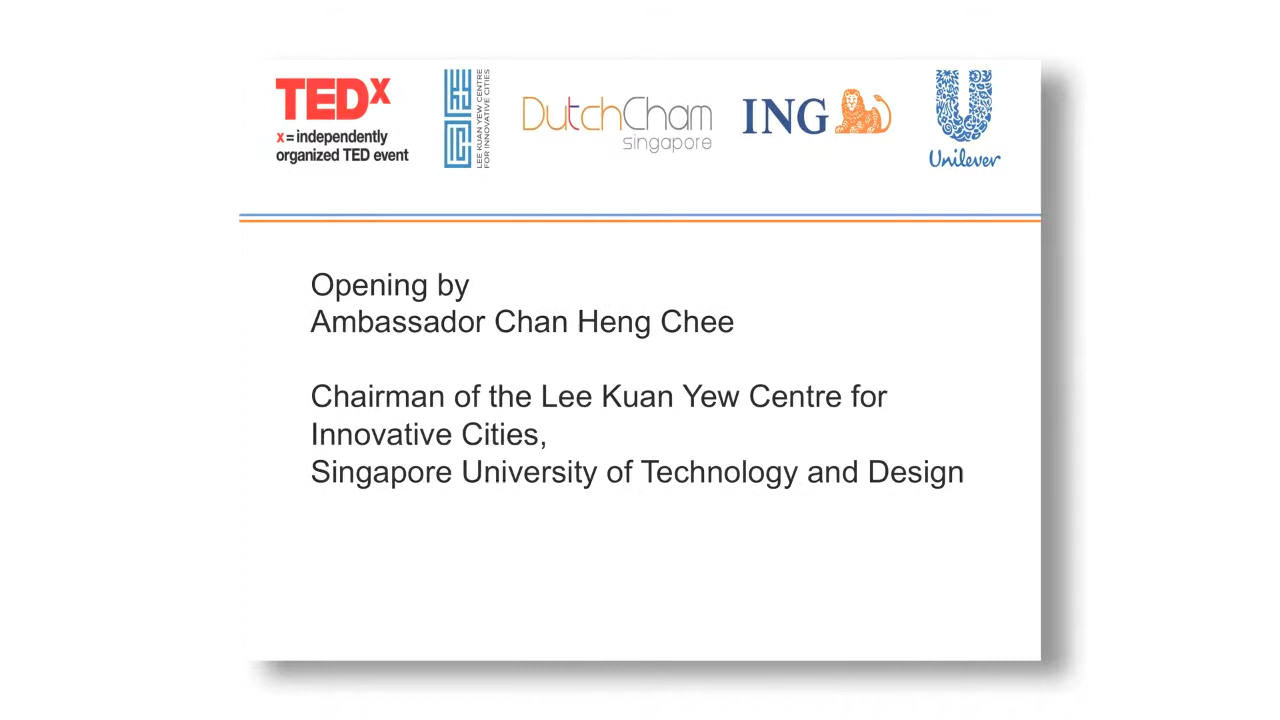 TEDx
x = independently
organized TED event
LEE KUAN YEW CENTRE
FOR INNOVATIVE CITIES
DutchCham
singapore
ING
Unilever
Opening by
Ambassador Chan Heng Chee
Chairman of the Lee Kuan Yew Centre for
Innovative Cities,
Singapore University of Technology and Design